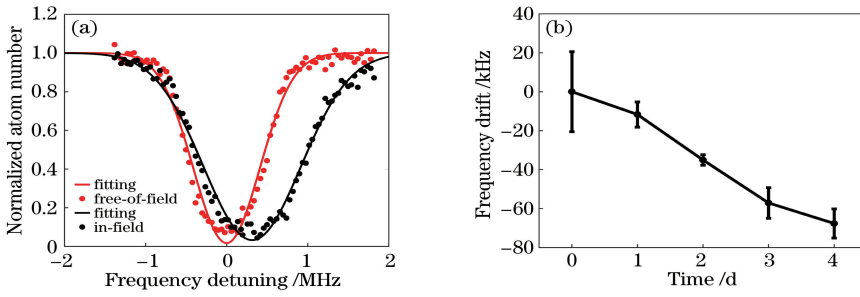 (a)
Normalized atom number
1.2
1.0
0.8
0.6
0.4
0.2
0
fitting
free-of-field
fitting
in-field
−2
−1
0
1
2
Frequency detuning /MHz
(b)
Frequency drift /kHz
40
20
0
−20
−40
−60
−80
0
1
2
3
4
Time /d